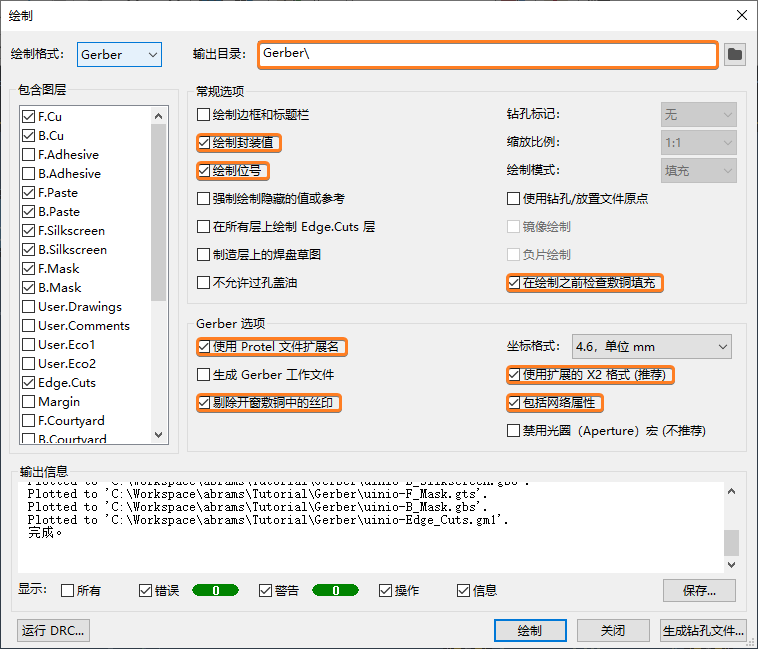 绘制
绘制格式: Gerber 输出目录: Gerber\
包含图层
F.Cu
B.Cu
F.Adhesive
B.Adhesive
F.Paste
B.Paste
F.Silkscreen
B.Silkscreen
F.Mask
B.Mask
User.Drawings
User.Comments
User.Eco1
User.Eco2
Edge.Cuts
Margin
F.Courtyard
B.Courtyard
常规选项
绘制边框和标题栏
绘制封装值
绘制位号
强制绘制隐藏的值或参考
在所有层上绘制 Edge.Cuts 层
制造层上的焊盘草图
不允许过孔盖油
钻孔标记: 无
缩放比例: 1:1
绘制模式: 填充
使用钻孔/放置文件原点
镜像绘制
负片绘制
在绘制之前检查敷铜填充
Gerber 选项
使用 Protel 文件扩展名
生成 Gerber 工作文件
剔除开窗敷铜中的丝印
坐标格式: 4.6, 单位 mm
使用扩展的 X2 格式 (推荐)
包括网络属性
禁用光圈 (Aperture) 宏 (不推荐)
输出信息
Plotted to 'C:\Workspace\abrams\Tutorial\Gerber\uinio-B_Silkscreen.gbo'.
Plotted to 'C:\Workspace\abrams\Tutorial\Gerber\uinio-F_Mask.gts'.
Plotted to 'C:\Workspace\abrams\Tutorial\Gerber\uinio-B_Mask.gbs'.
Plotted to 'C:\Workspace\abrams\Tutorial\Gerber\uinio-Edge_Cuts.gm1'.
完成。
显示: 所有 错误 0 警告 0 操作 信息 保存...
运行 DRC... 绘制 关闭 生成钻孔文件...